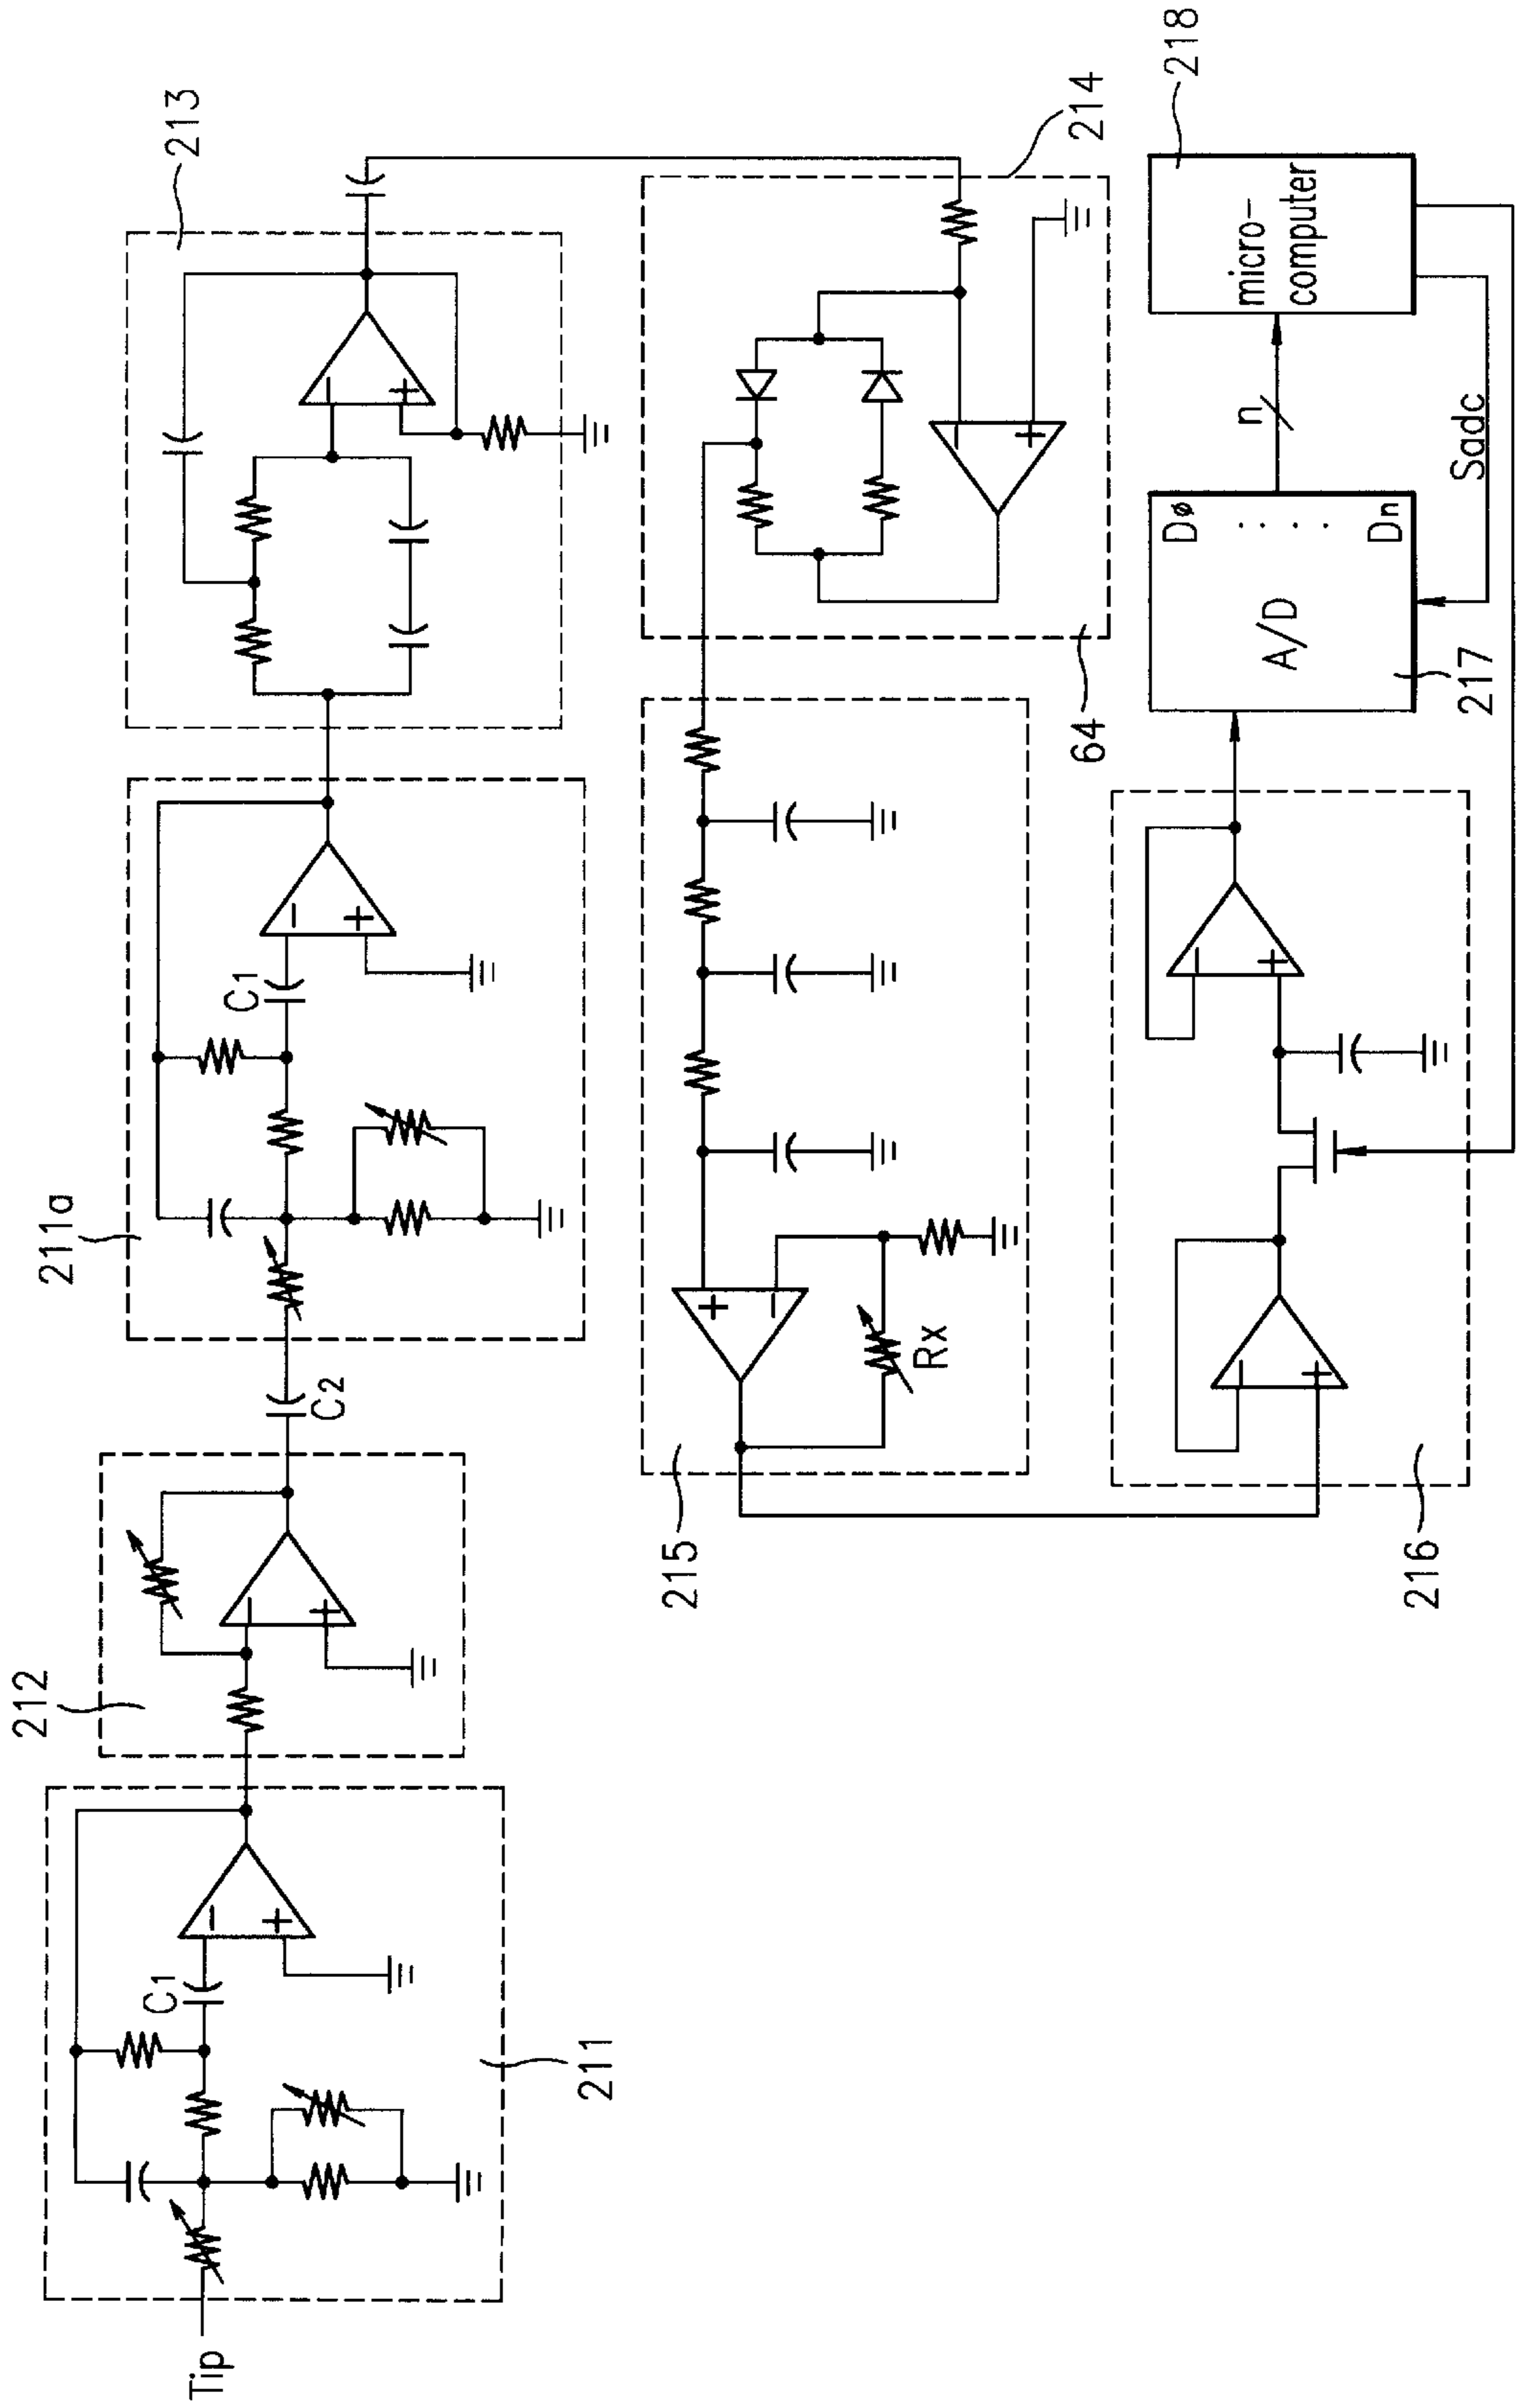 Tip
211
C1
212
C2
211a
C1
213
214
64
215
Rx
216
217
A/D
Dø
Dn
n
Sadc
micro-
computer
218